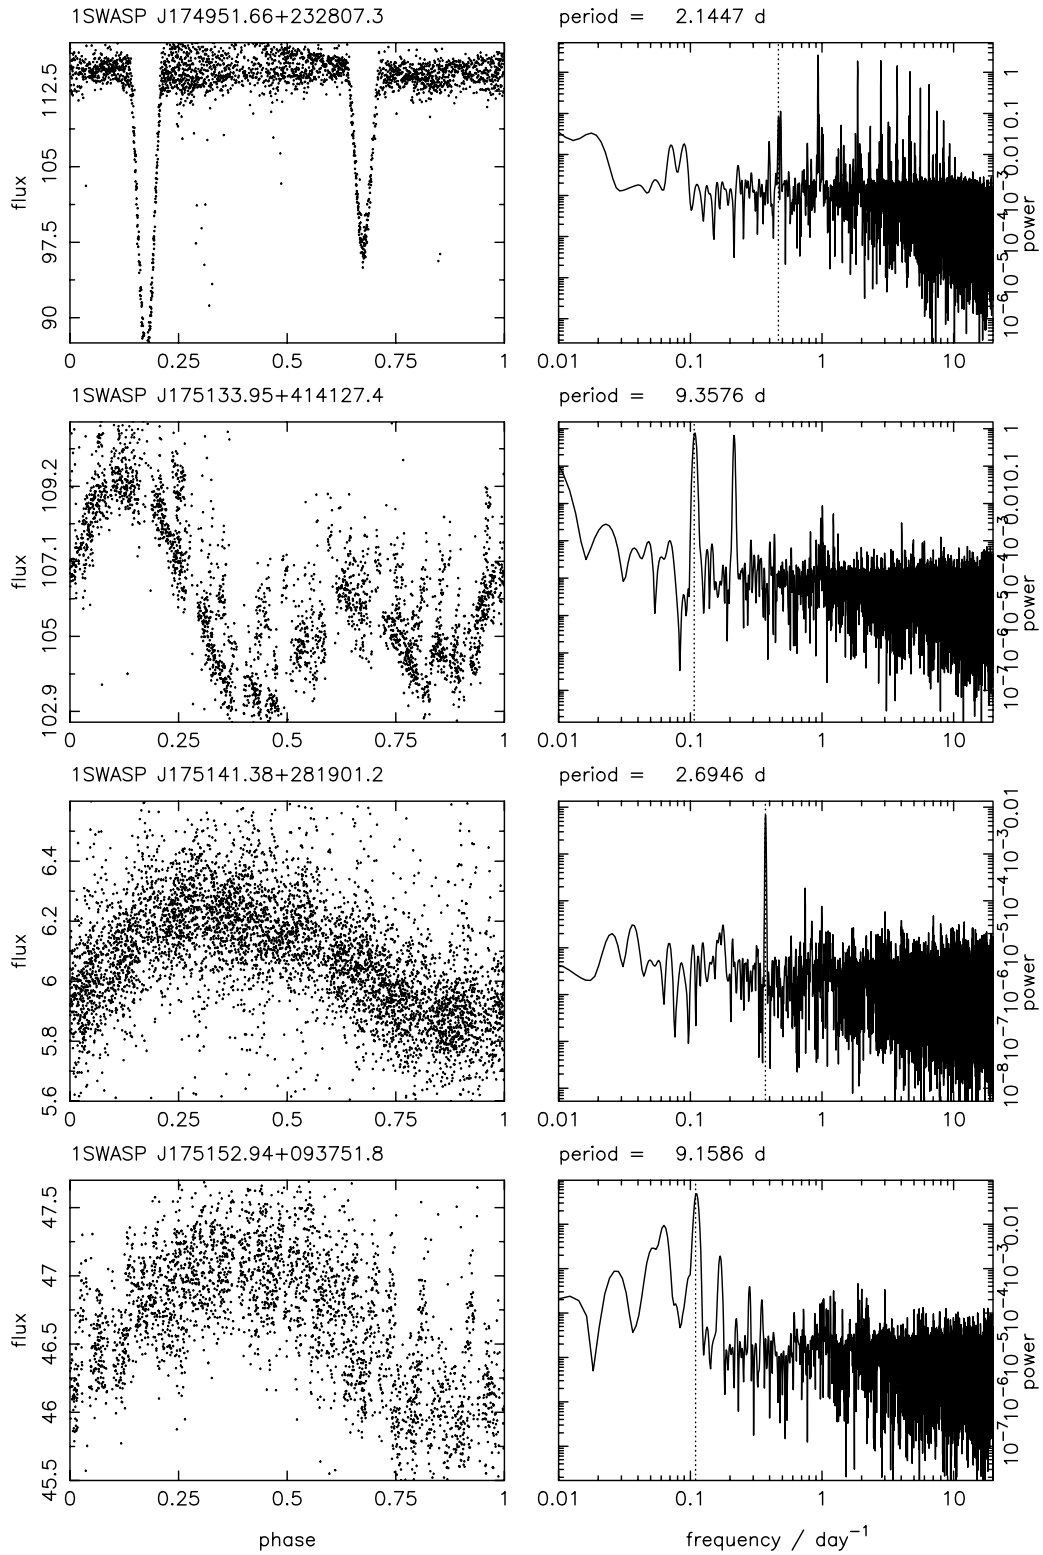 1SWASP J174951.66+232807.3 period = 2.1447 d
flux 90 97.5 105 112.5
0 0.25 0.5 0.75 1
power 10⁻⁶ 10⁻⁵ 10⁻⁴ 10⁻³ 0.01 0.1 1
0.01 0.1 1 10
1SWASP J175133.95+414127.4 period = 9.3576 d
flux 102.9 105 107.1 109.2
0 0.25 0.5 0.75 1
power 10⁻⁷ 10⁻⁶ 10⁻⁵ 10⁻⁴ 10⁻³ 0.01 0.1 1
0.01 0.1 1 10
1SWASP J175141.38+281901.2 period = 2.6946 d
flux 5.6 5.8 6 6.2 6.4
0 0.25 0.5 0.75 1
power 10⁻⁸ 10⁻⁷ 10⁻⁶ 10⁻⁵ 10⁻⁴ 10⁻³ 0.01
0.01 0.1 1 10
1SWASP J175152.94+093751.8 period = 9.1586 d
flux 45.5 46 46.5 47 47.5
0 0.25 0.5 0.75 1
power 10⁻⁷ 10⁻⁶ 10⁻⁵ 10⁻⁴ 10⁻³ 0.01
0.01 0.1 1 10
phase frequency / day⁻¹